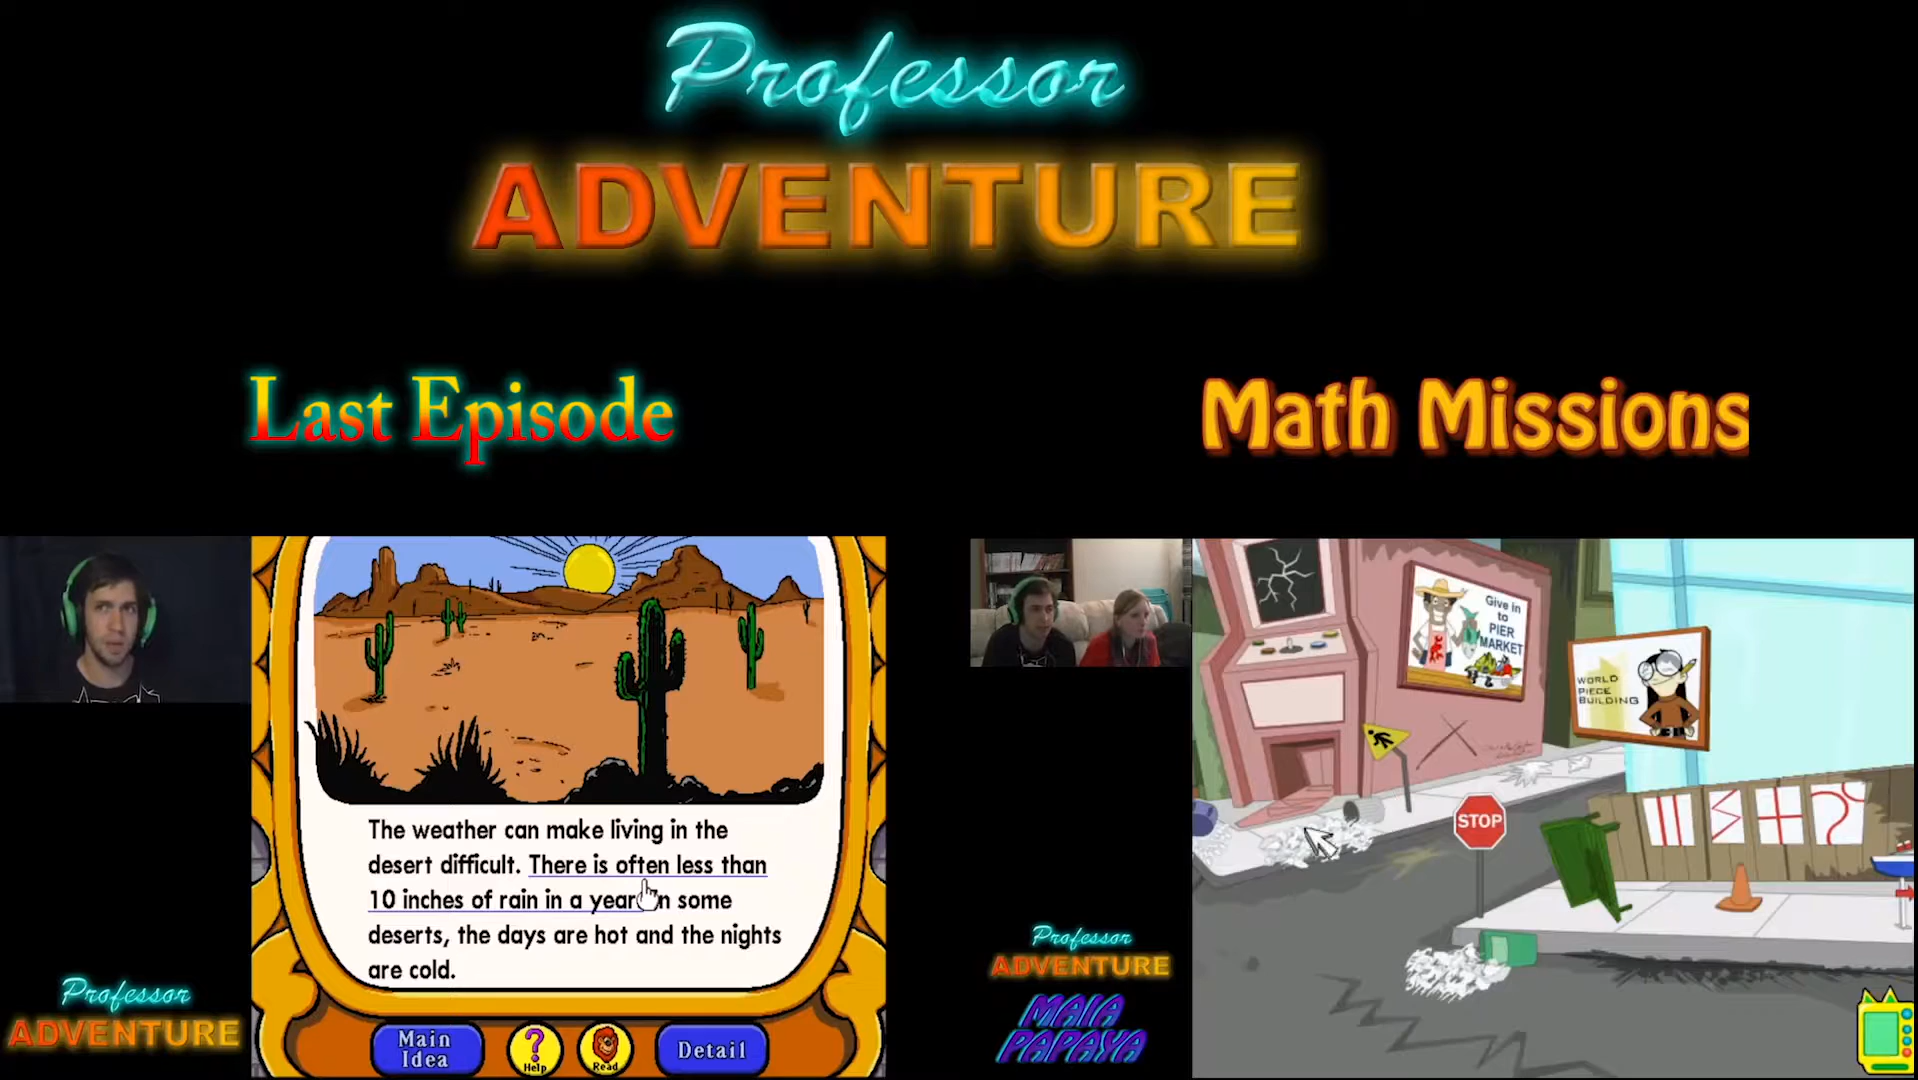 Professor
ADVENTURE
Last Episode
Math Missions
The weather can make living in the
desert difficult. There is often less than
10 inches of rain in a year n some
deserts, the days are hot and the nights
are cold.
Main
Idea
Help
Read
Detail
Professor
ADVENTURE
Give in
to
PIER
MARKET
WORLD
PIECE
BUILDING
STOP
Professor
ADVENTURE
MAIA
PAPAYA